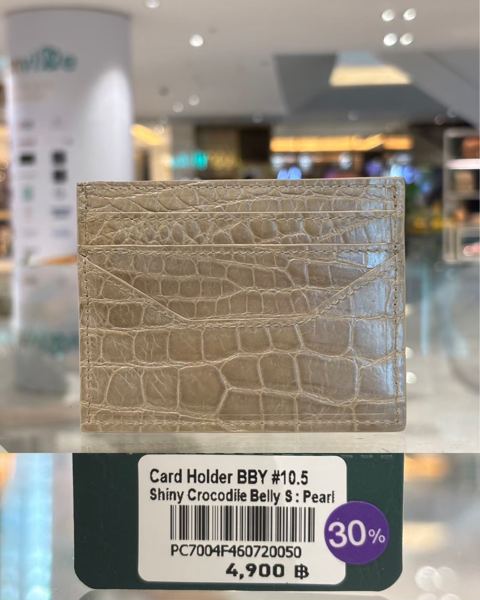 Card Holder BBY #10.5
Shiny Crocodile Belly S : Pearl
30%
PC7004F460720050
4,900 ฿